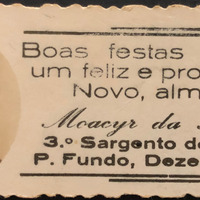 Boas festas
um feliz e pro
Novo, alm
Moacyr da
3.º Sargento d
P. Fundo, Deze